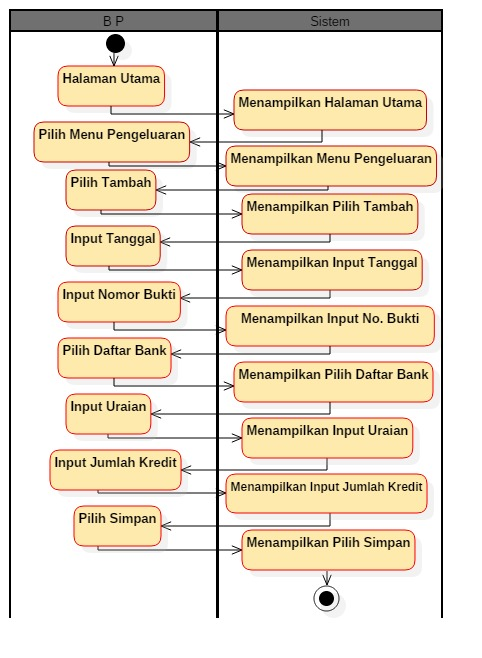 B P
Sistem
Halaman Utama
Menampilkan Halaman Utama
Pilih Menu Pengeluaran
Menampilkan Menu Pengeluaran
Pilih Tambah
Menampilkan Pilih Tambah
Input Tanggal
Menampilkan Input Tanggal
Input Nomor Bukti
Menampilkan Input No. Bukti
Pilih Daftar Bank
Menampilkan Pilih Daftar Bank
Input Uraian
Menampilkan Input Uraian
Input Jumlah Kredit
Menampilkan Input Jumlah Kredit
Pilih Simpan
Menampilkan Pilih Simpan